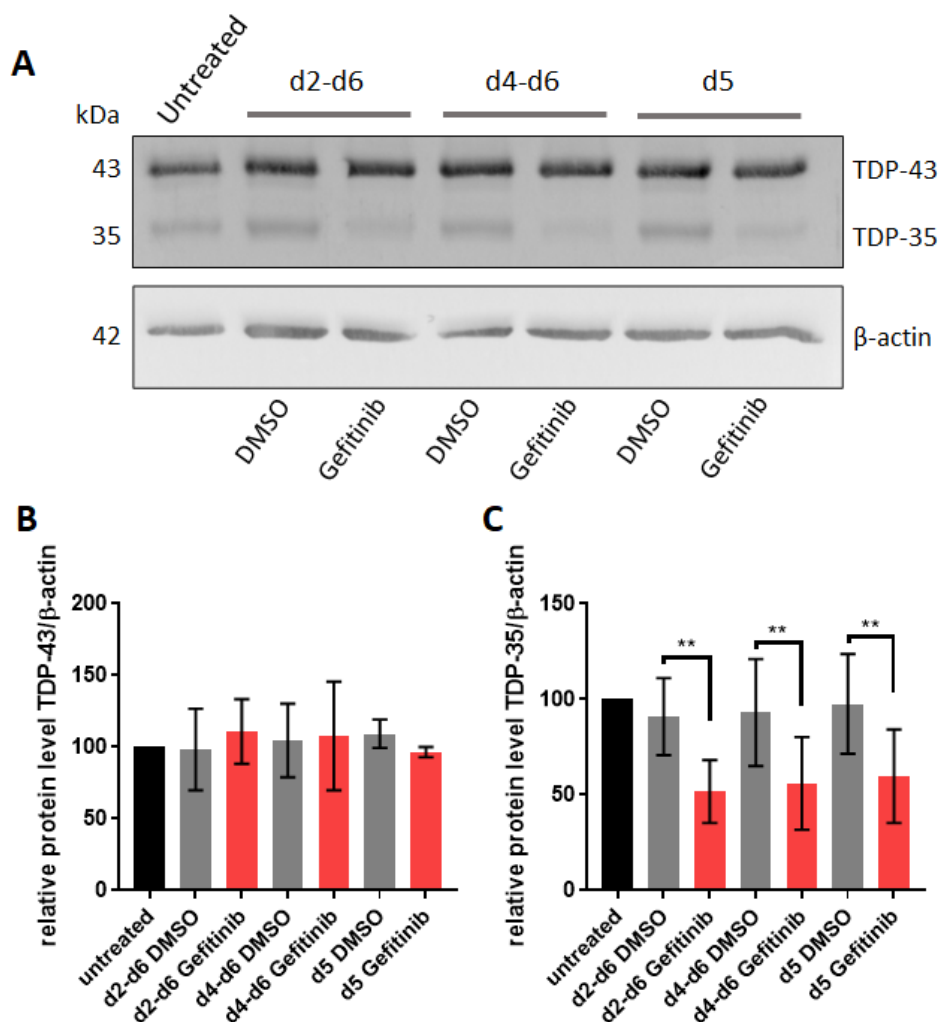 A
Untreated
d2-d6
d4-d6
d5
kDa
43
TDP-43
35
TDP-35
42
β-actin
DMSO
Gefitinib
DMSO
Gefitinib
DMSO
Gefitinib
B
relative protein level TDP-43/β-actin
200
150
100
50
0
untreated
d2-d6 DMSO
d2-d6 Gefitinib
d4-d6 DMSO
d4-d6 Gefitinib
d5 DMSO
d5 Gefitinib
C
relative protein level TDP-35/β-actin
150
100
50
0
**
**
**
untreated
d2-d6 DMSO
d2-d6 Gefitinib
d4-d6 DMSO
d4-d6 Gefitinib
d5 DMSO
d5 Gefitinib